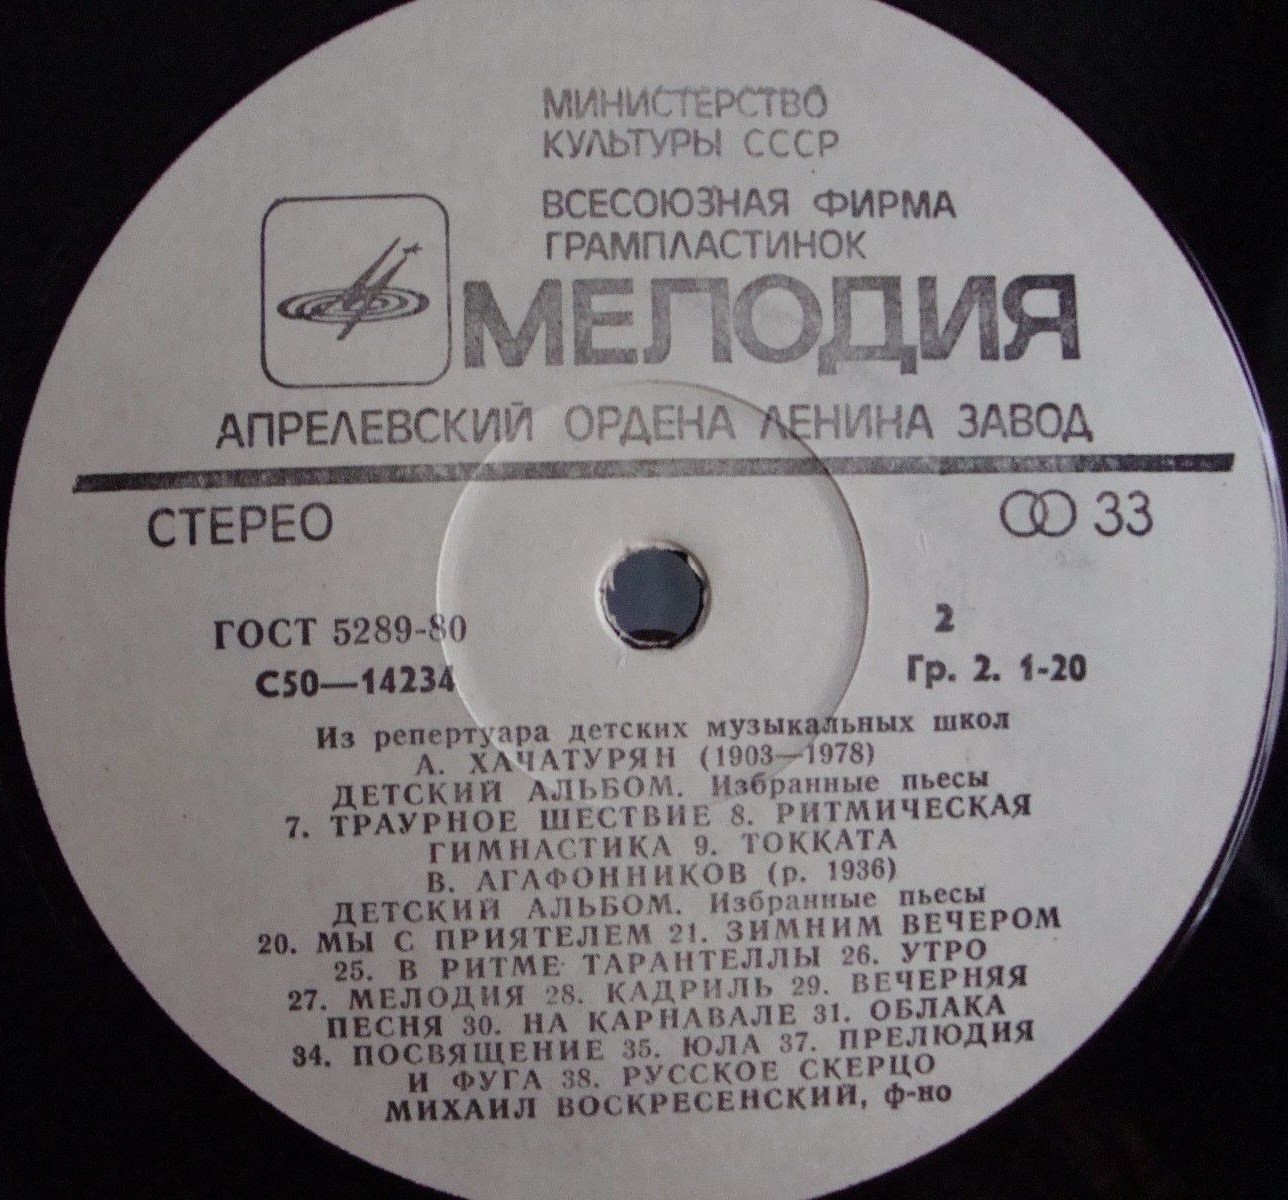 МИНИСТЕРСТВО
КУЛЬТУРЫ СССР
ВСЕСОЮЗНАЯ ФИРМА
ГРАМПЛАСТИНОК
МЕЛОДИЯ
АПРЕЛЕВСКИЙ ОРДЕНА ЛЕНИНА ЗАВОД
СТЕРЕО 33
ГОСТ 5289-80 2
С50—14234 Гр. 2. 1-20
Из репертуара детских музыкальных школ
А. ХАЧАТУРЯН (1903—1978)
ДЕТСКИЙ АЛЬБОМ. Избранные пьесы
7. ТРАУРНОЕ ШЕСТВИЕ 8. РИТМИЧЕСКАЯ
ГИМНАСТИКА 9. ТОККАТА
В. АГАФОННИКОВ (р. 1936)
ДЕТСКИЙ АЛЬБОМ. Избранные пьесы
20. МЫ С ПРИЯТЕЛЕМ 21. ЗИМНИМ ВЕЧЕРОМ
25. В РИТМЕ ТАРАНТЕЛЛЫ 26. УТРО
27. МЕЛОДИЯ 28. КАДРИЛЬ 29. ВЕЧЕРНЯЯ
ПЕСНЯ 30. НА КАРНАВАЛЕ 31. ОБЛАКА
34. ПОСВЯЩЕНИЕ 35. ЮЛА 37. ПРЕЛЮДИЯ
И ФУГА 38. РУССКОЕ СКЕРЦО
МИХАИЛ ВОСКРЕСЕНСКИЙ, ф-но